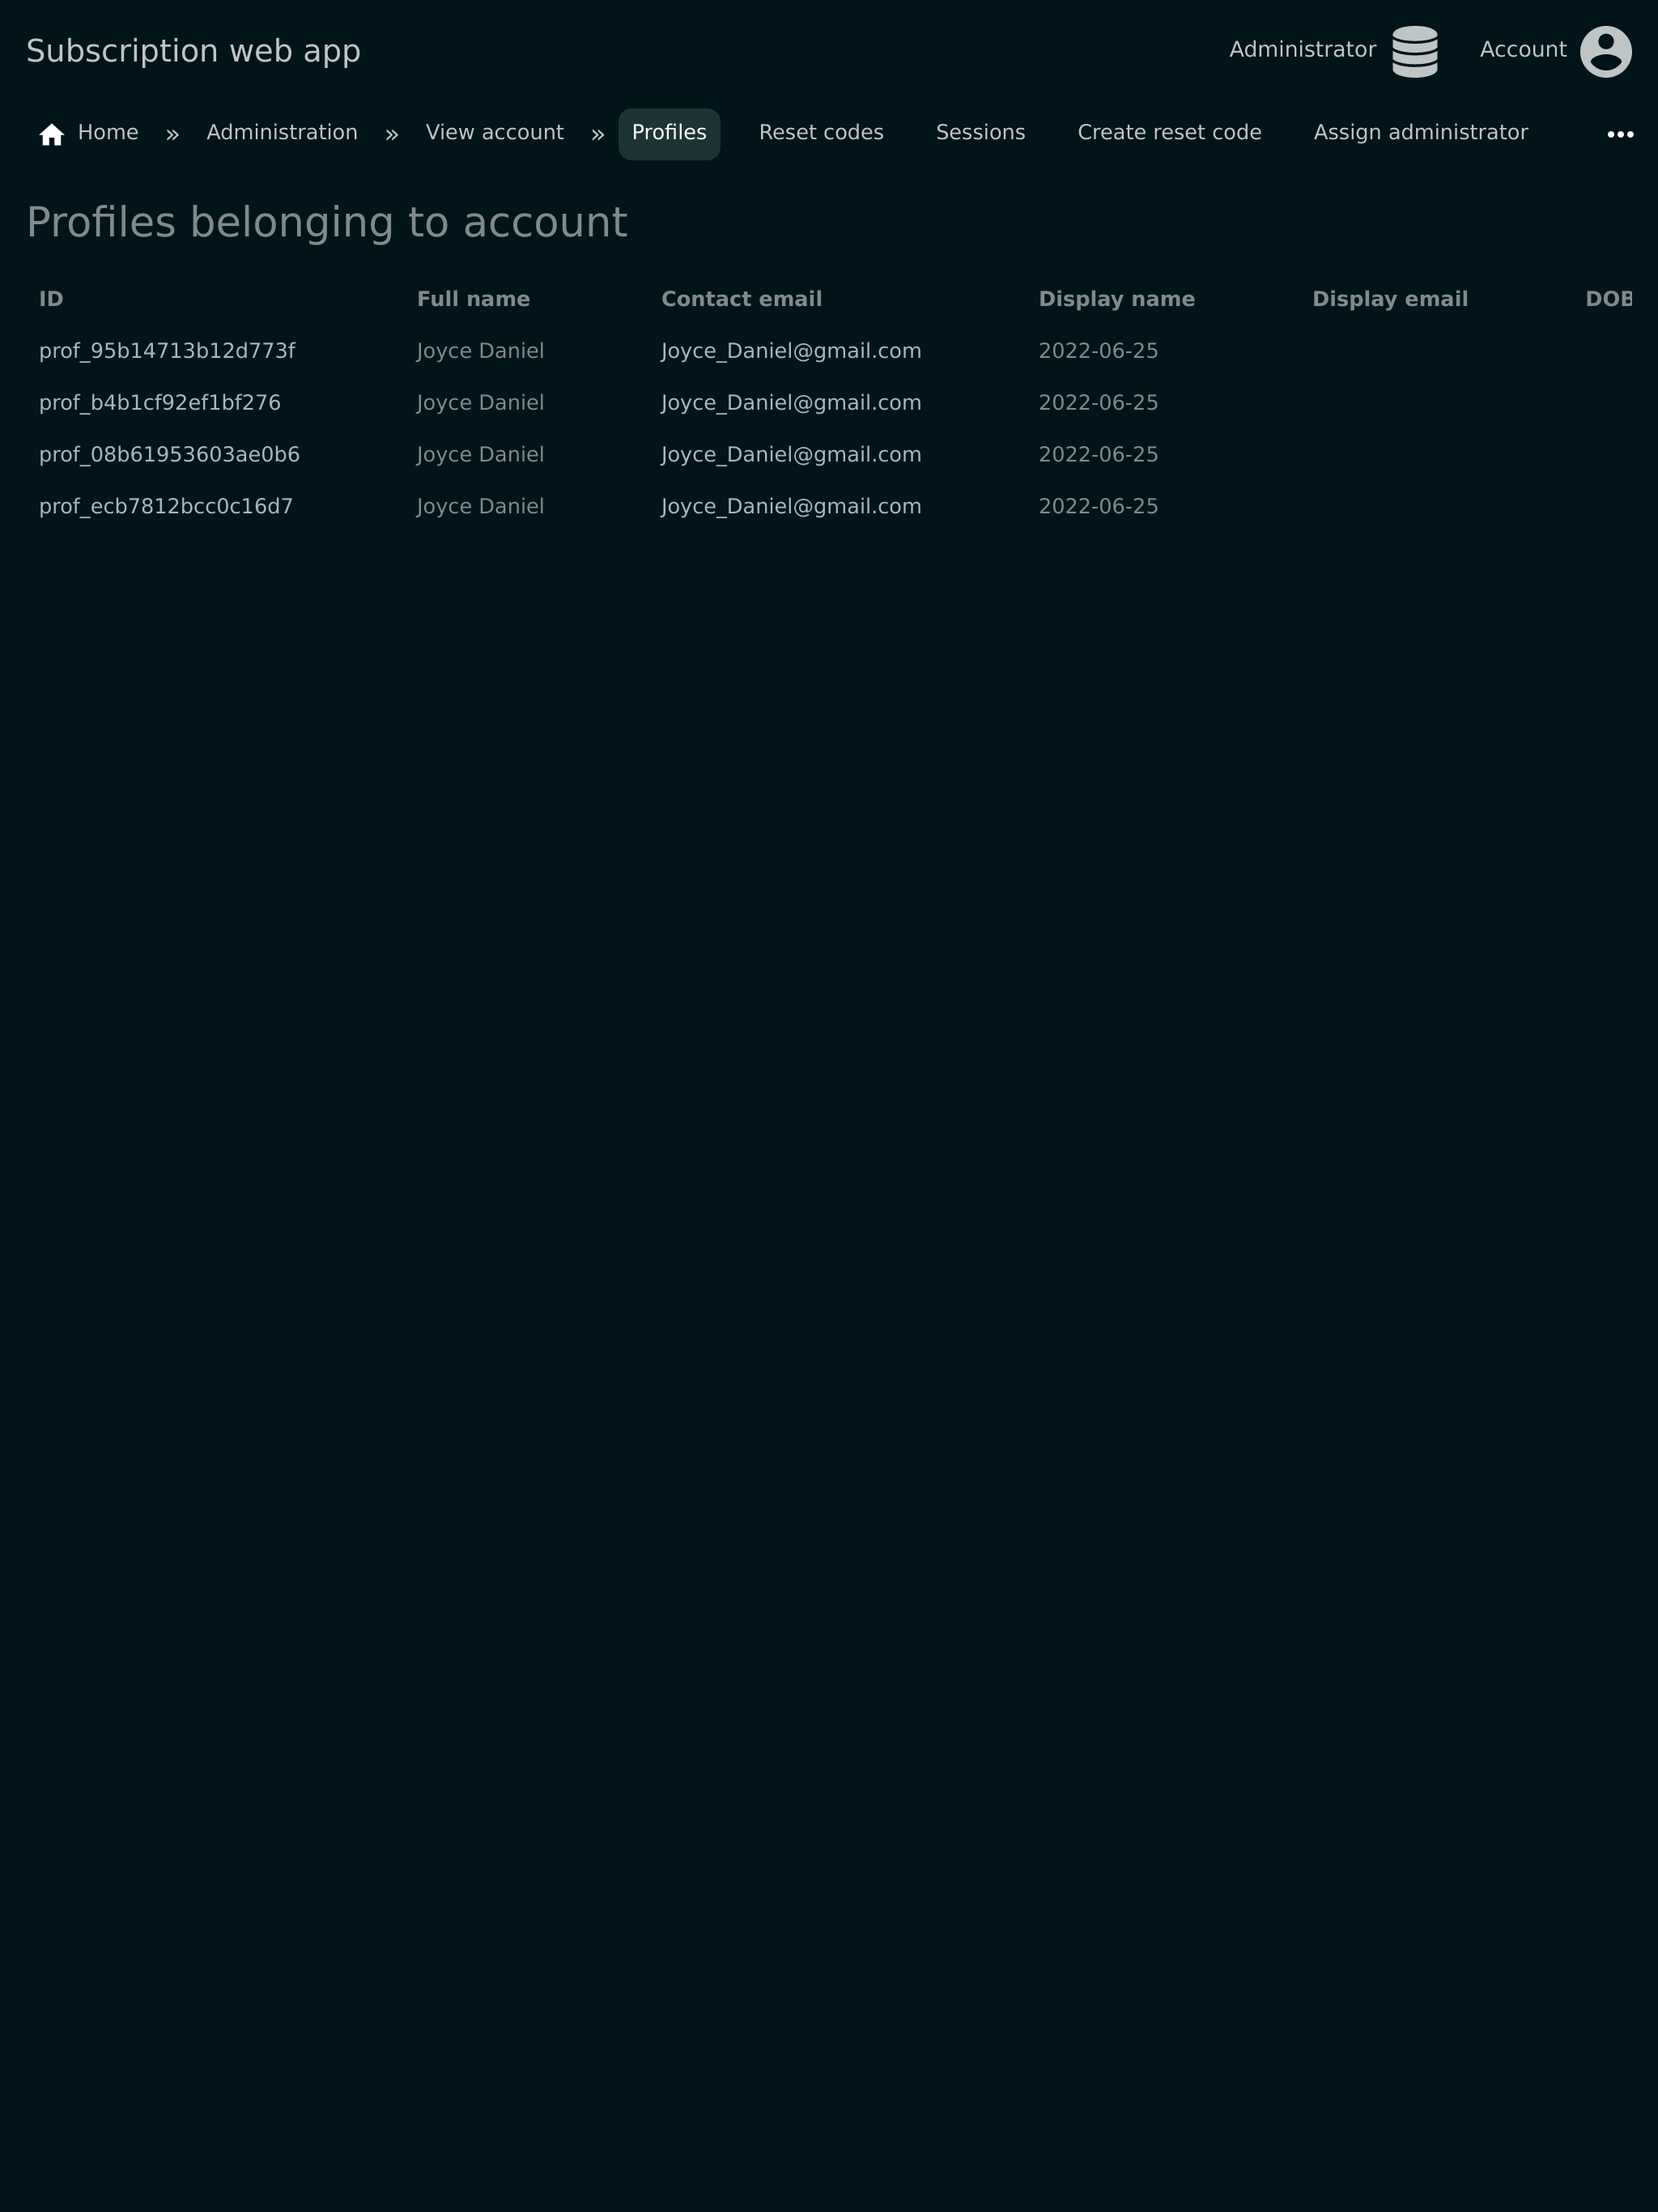 Subscription web app Administrator Account
Home » Administration » View account » Profiles Reset codes Sessions Create reset code Assign administrator •••
Profiles belonging to account
ID Full name Contact email Display name Display email DOB
prof_95b14713b12d773f Joyce Daniel Joyce_Daniel@gmail.com 2022-06-25
prof_b4b1cf92ef1bf276 Joyce Daniel Joyce_Daniel@gmail.com 2022-06-25
prof_08b61953603ae0b6 Joyce Daniel Joyce_Daniel@gmail.com 2022-06-25
prof_ecb7812bcc0c16d7 Joyce Daniel Joyce_Daniel@gmail.com 2022-06-25